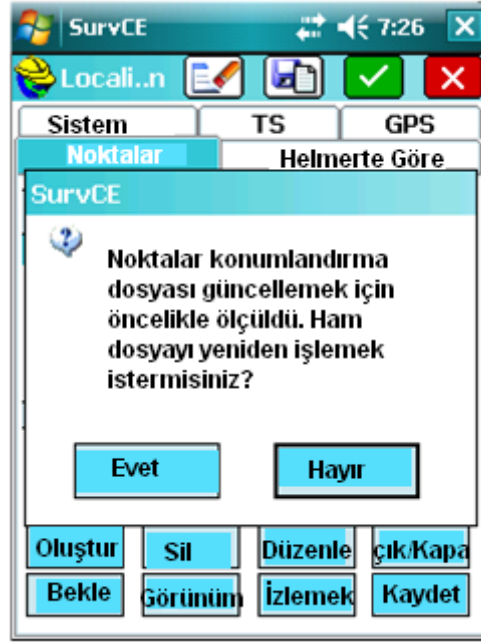 SurvCE 7:26
Locali..n
Sistem TS GPS
Noktalar Helmerte Göre
SurvCE
Noktalar konumlandırma
dosyası güncellemek için
öncelikle ölçüldü. Ham
dosyayı yeniden işlemek
istermisiniz?
Evet Hayır
Oluştur Sil Düzenle çık/Kapa
Bekle Görünüm İzlemek Kaydet